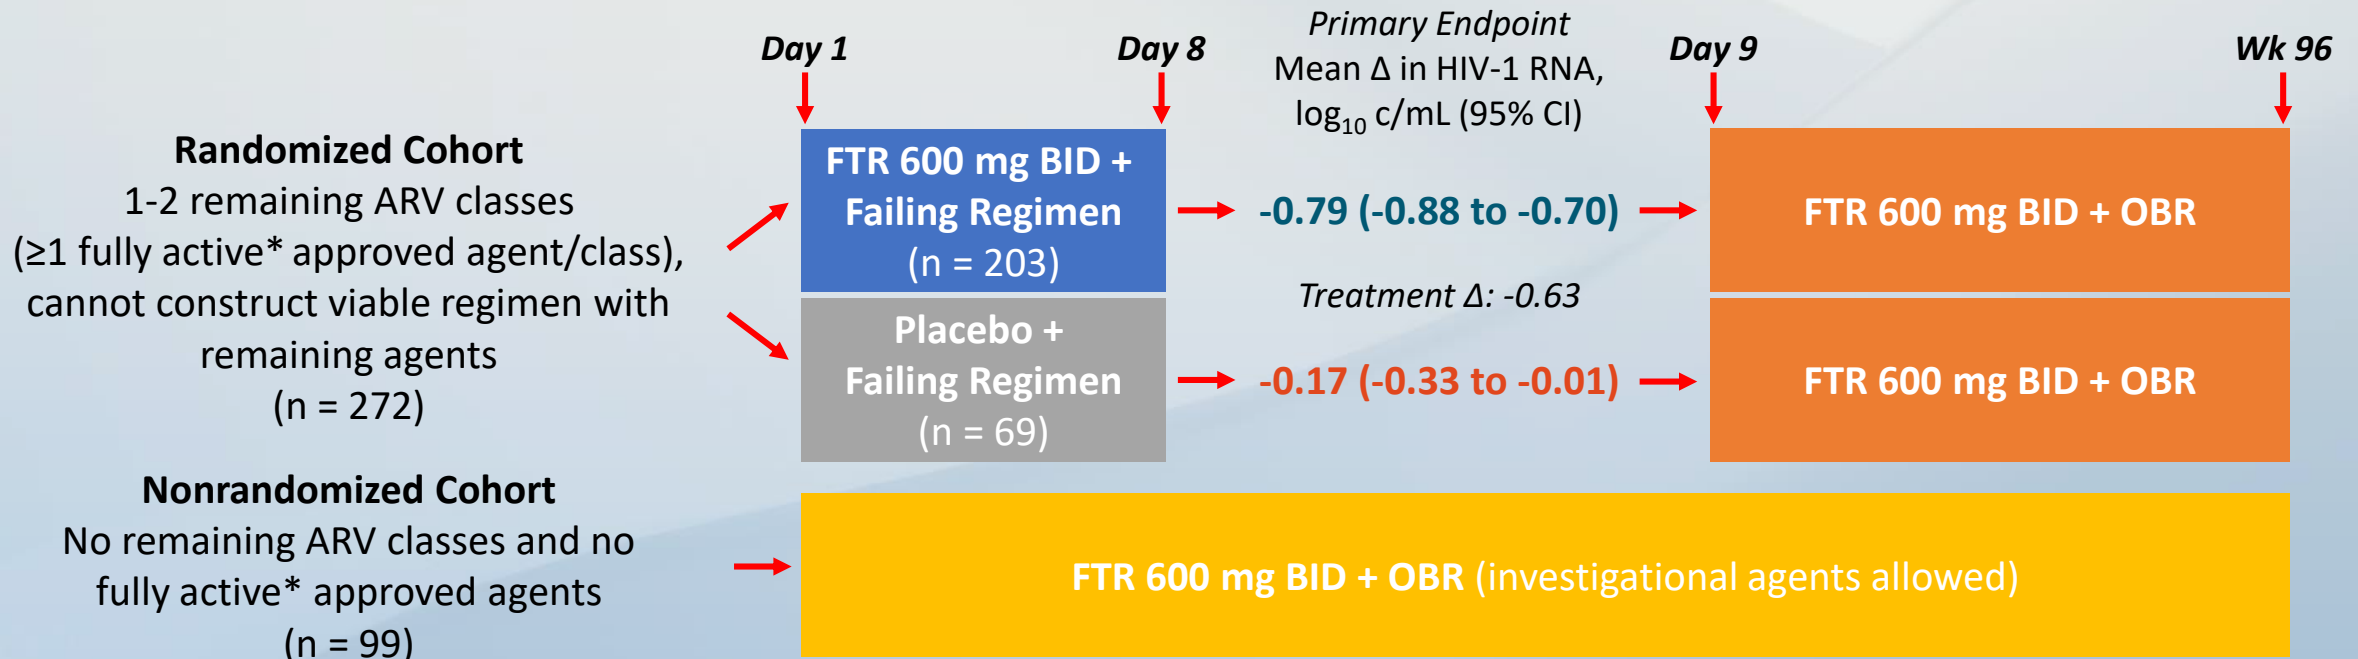 Day 1
Day 8
Primary Endpoint
Mean Δ in HIV-1 RNA,
log₁₀ c/mL (95% CI)
Day 9
Wk 96
Randomized Cohort
1-2 remaining ARV classes
(≥1 fully active* approved agent/class),
cannot construct viable regimen with
remaining agents
(n = 272)
FTR 600 mg BID +
Failing Regimen
(n = 203)
-0.79 (-0.88 to -0.70)
FTR 600 mg BID + OBR
Treatment Δ: -0.63
Placebo +
Failing Regimen
(n = 69)
-0.17 (-0.33 to -0.01)
FTR 600 mg BID + OBR
Nonrandomized Cohort
No remaining ARV classes and no
fully active* approved agents
(n = 99)
FTR 600 mg BID + OBR (investigational agents allowed)